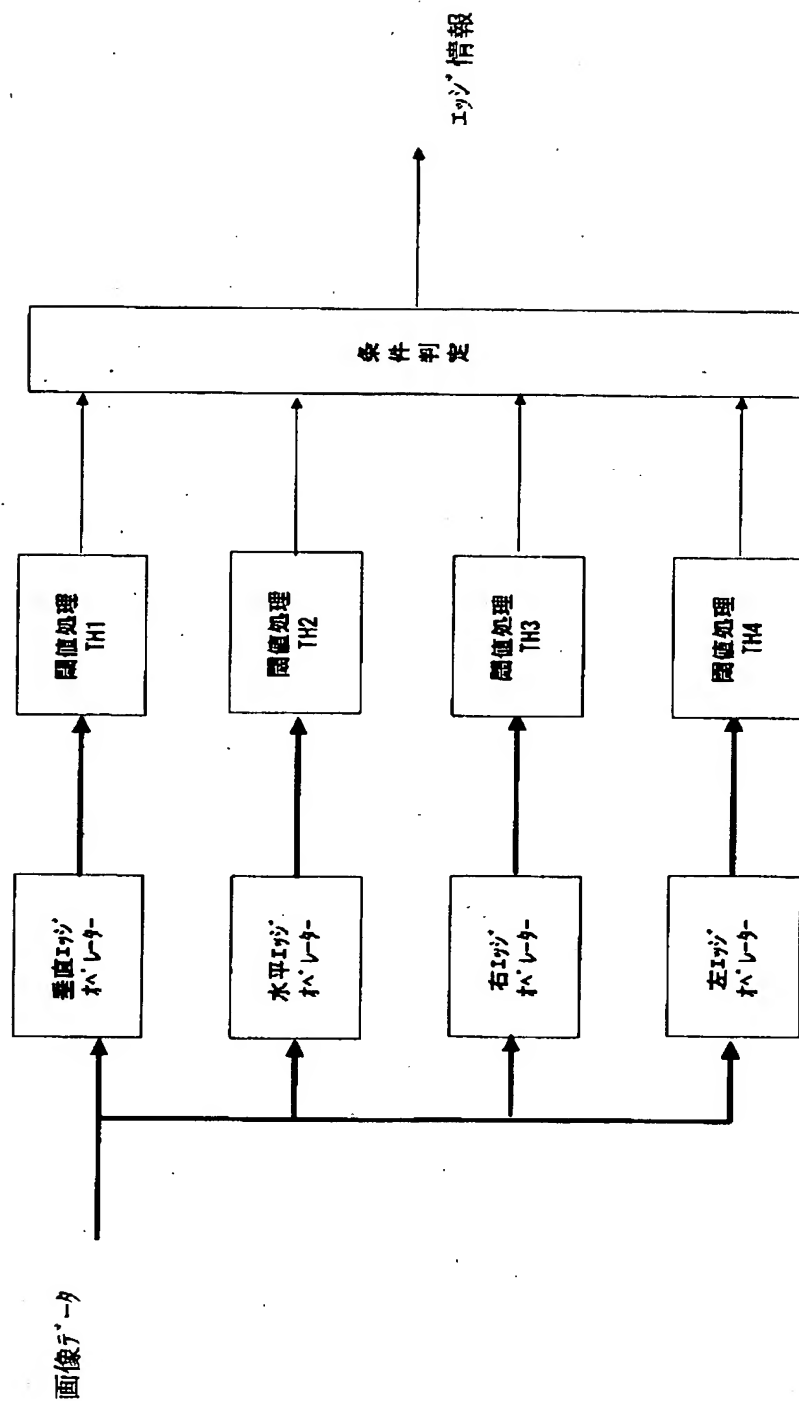 画像データ
垂直エッジ
オペレーター
閾値処理
TH1
水平エッジ
オペレーター
閾値処理
TH2
右エッジ
オペレーター
閾値処理
TH3
左エッジ
オペレーター
閾値処理
TH4
条件判定
エッジ情報